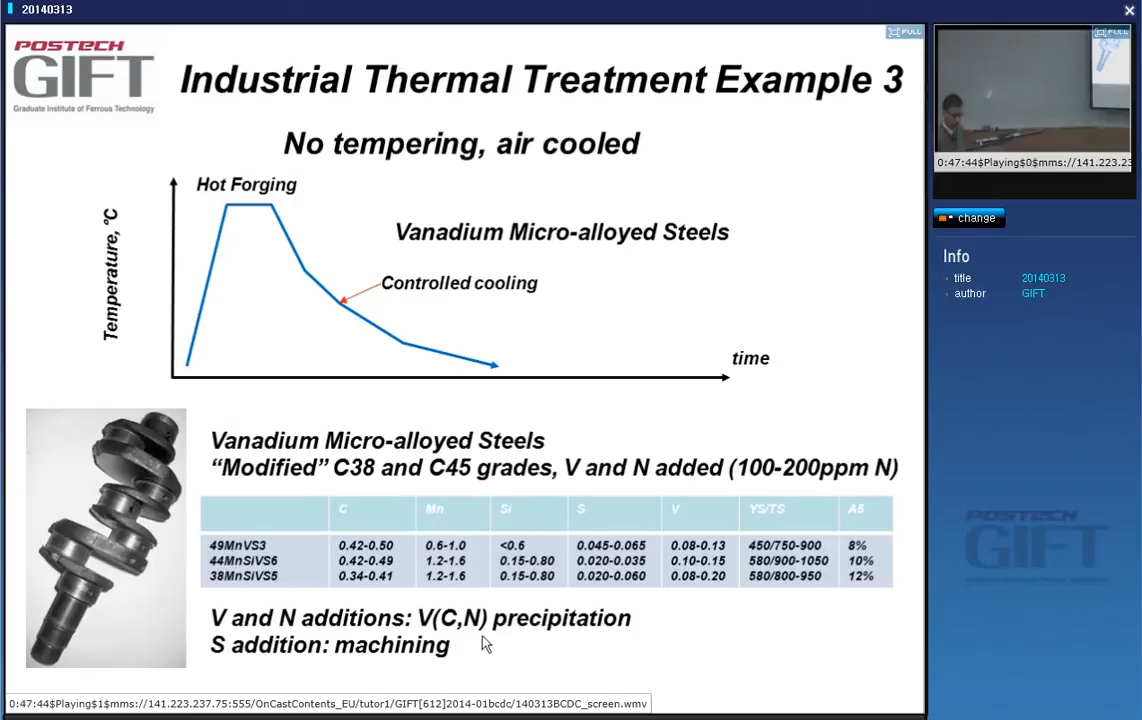 20140313
POSTECH
GIFT
Graduate Institute of Ferrous Technology
FULL
Industrial Thermal Treatment Example 3
No tempering, air cooled
Hot Forging
Temperature, °C
Vanadium Micro-alloyed Steels
Controlled cooling
time
Vanadium Micro-alloyed Steels
“Modified” C38 and C45 grades, V and N added (100-200ppm N)
C Mn Si S V YS/TS A5
49MnVS3 0.42-0.50 0.6-1.0 <0.6 0.045-0.065 0.08-0.13 450/750-900 8%
44MnSiVS6 0.42-0.49 1.2-1.6 0.15-0.80 0.020-0.035 0.10-0.15 580/900-1050 10%
38MnSiVS5 0.34-0.41 1.2-1.6 0.15-0.80 0.020-0.060 0.08-0.20 580/800-950 12%
V and N additions: V(C,N) precipitation
S addition: machining
0:47:44$Playing$1$mms://141.223.237.75:555/OnCastContents_EU/tutor1/GIFT[612]2014-01bcdc/140313BCDC_screen.wmv
FULL
0:47:44$Playing$0$mms://141.223.23
change
Info
title 20140313
author GIFT
POSTECH
GIFT